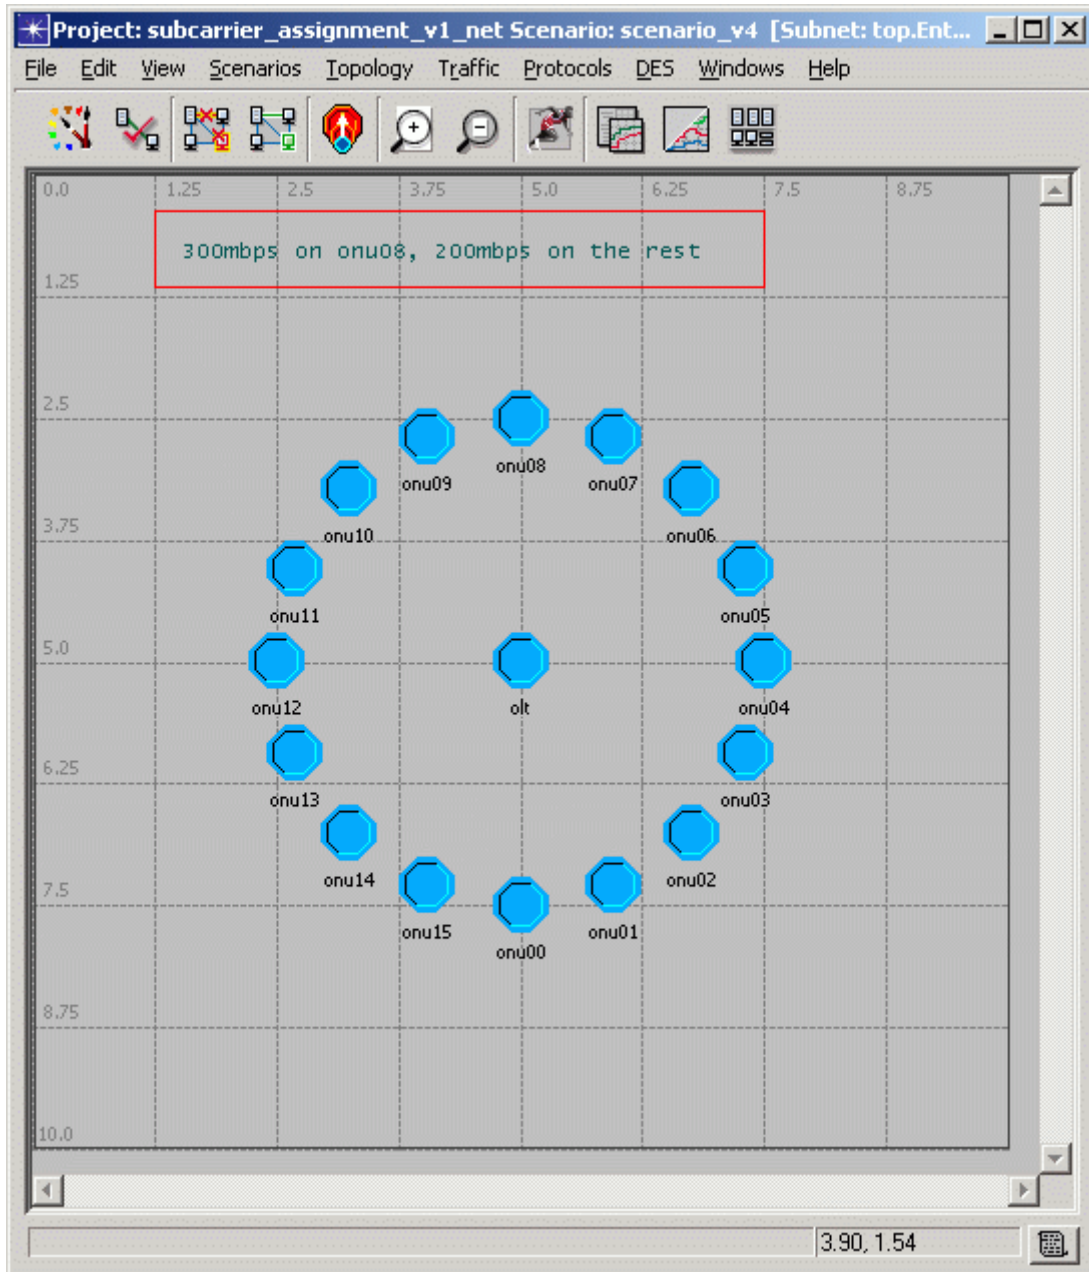 Project: subcarrier_assignment_v1_net Scenario: scenario_v4 [Subnet: top.Ent...
File Edit View Scenarios Topology Traffic Protocols DES Windows Help
0.0 1.25 2.5 3.75 5.0 6.25 7.5 8.75
300mbps on onu08, 200mbps on the rest
1.25
2.5
onu08
onu09 onu07
3.75
onu10 onu06
onu11 onu05
5.0
onu12 olt onu04
6.25
onu13 onu03
onu14 onu02
7.5
onu15 onu01
onu00
8.75
10.0
3.90, 1.54